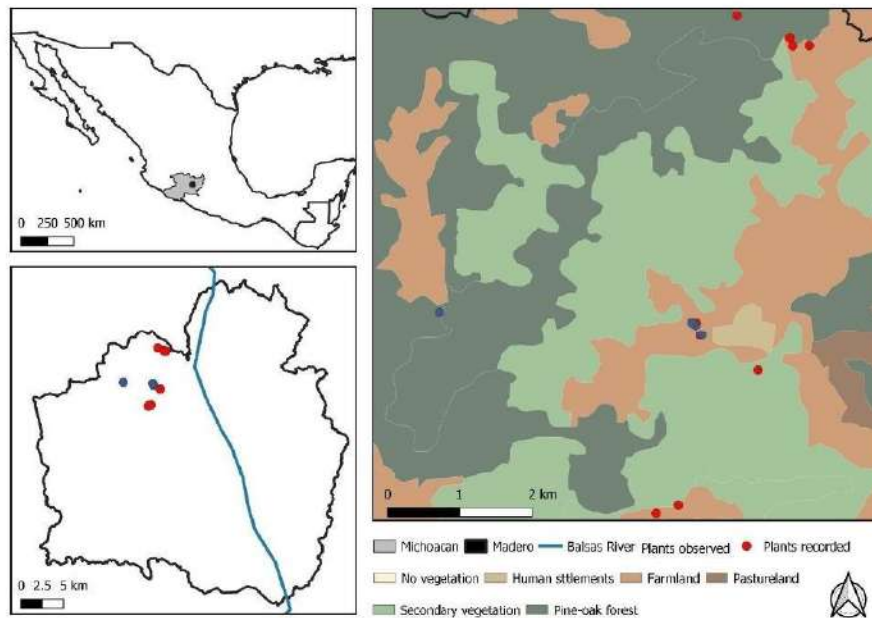 0 250 500 km
0 2.5 5 km
0 1 2 km
Michoacan Madero Balsas River Plants observed Plants recorded
No vegetation Human sttlements Farmland Pastureland
Secondary vegetation Pine-oak forest